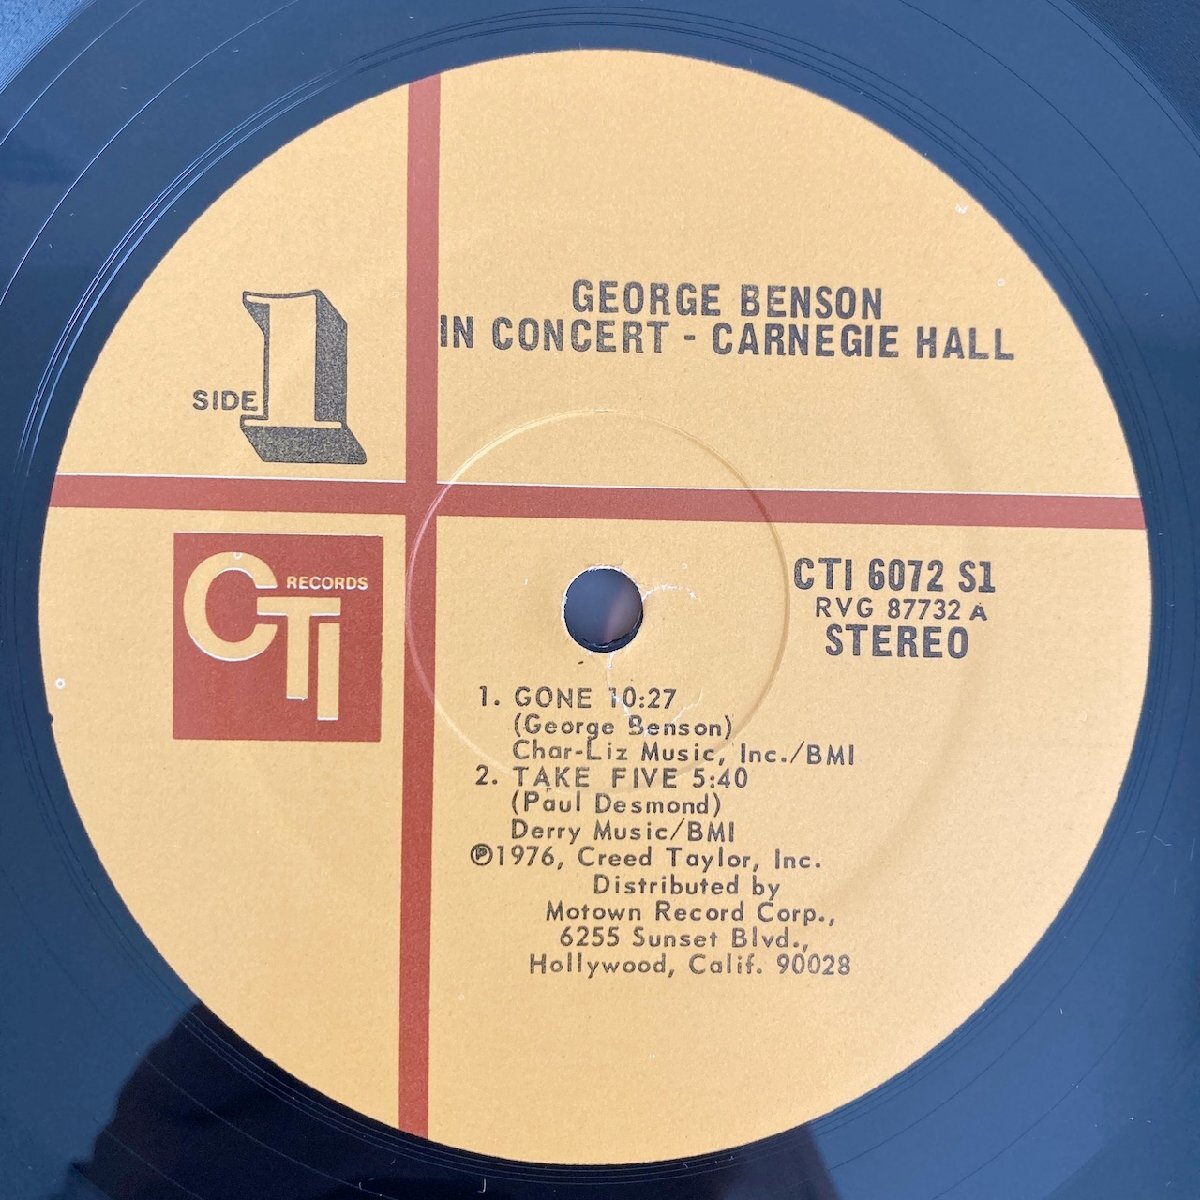 GEORGE BENSON
IN CONCERT - CARNEGIE HALL
SIDE 1
CTI RECORDS
CTI 6072 S1
RVG 87732 A
STEREO
1. GONE 10:27
(George Benson)
Char-Liz Music, Inc./BMI
2. TAKE FIVE 5:40
(Paul Desmond)
Derry Music/BMI
℗1976, Creed Taylor, Inc.
Distributed by
Motown Record Corp.,
6255 Sunset Blvd.,
Hollywood, Calif. 90028